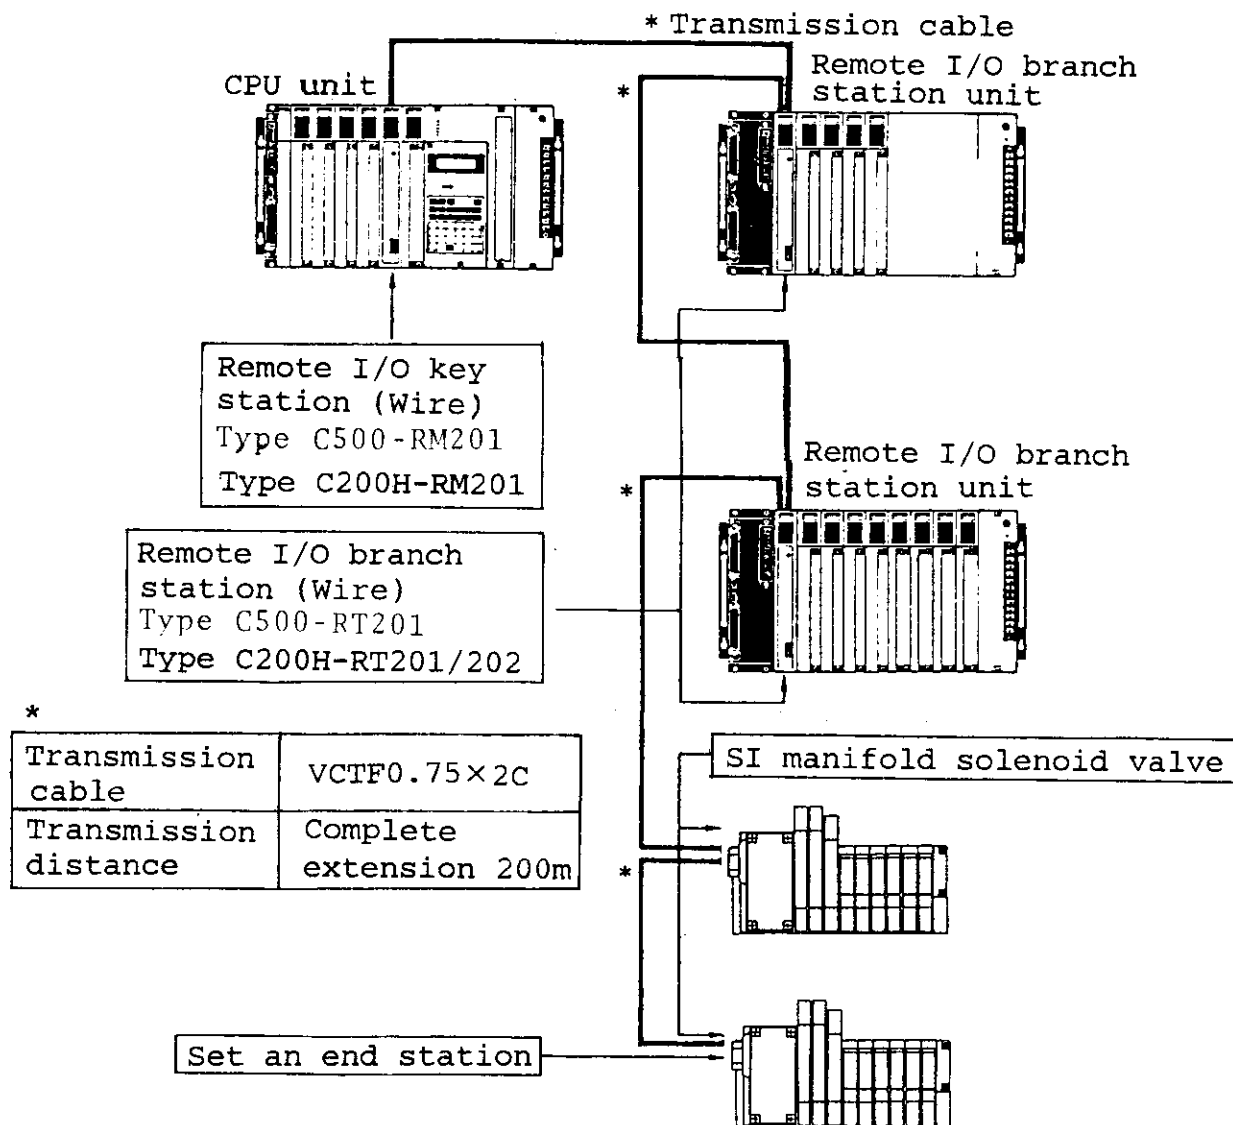 * Transmission cable
CPU unit
*
Remote I/O branch
station unit
Remote I/O key
station (Wire)
Type C500-RM201
Type C200H-RM201
Remote I/O branch
station unit
*
Remote I/O branch
station (Wire)
Type C500-RT201
Type C200H-RT201/202
*
Transmission cable
VCTF0.75×2C
Transmission distance
Complete extension 200m
SI manifold solenoid valve
*
Set an end station